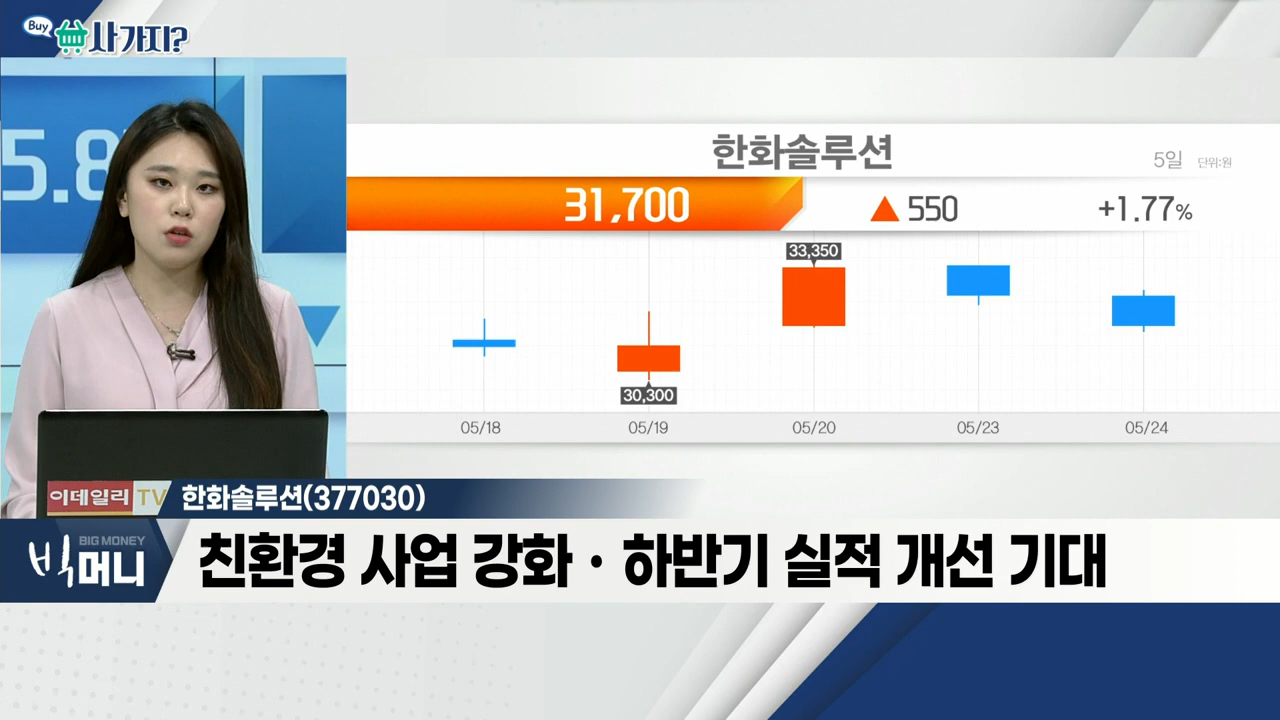 Buy 사가지?
5.8
한화솔루션
5일 단위:원
31,700 ▲ 550 +1.77%
33,350
30,300
05/18 05/19 05/20 05/23 05/24
이데일리 TV 한화솔루션(377030)
빅머니 BIG MONEY
친환경 사업 강화 · 하반기 실적 개선 기대